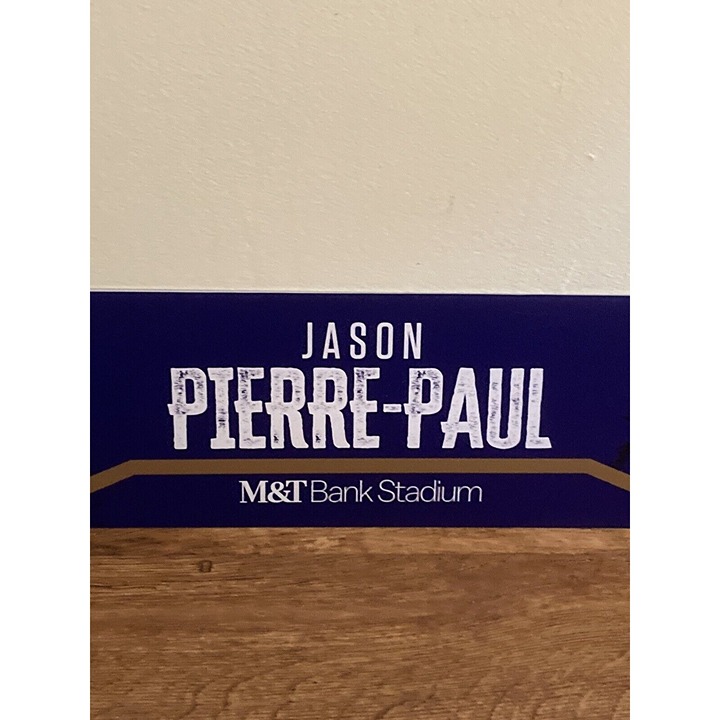 JASON
PIERRE-PAUL
M&T Bank Stadium